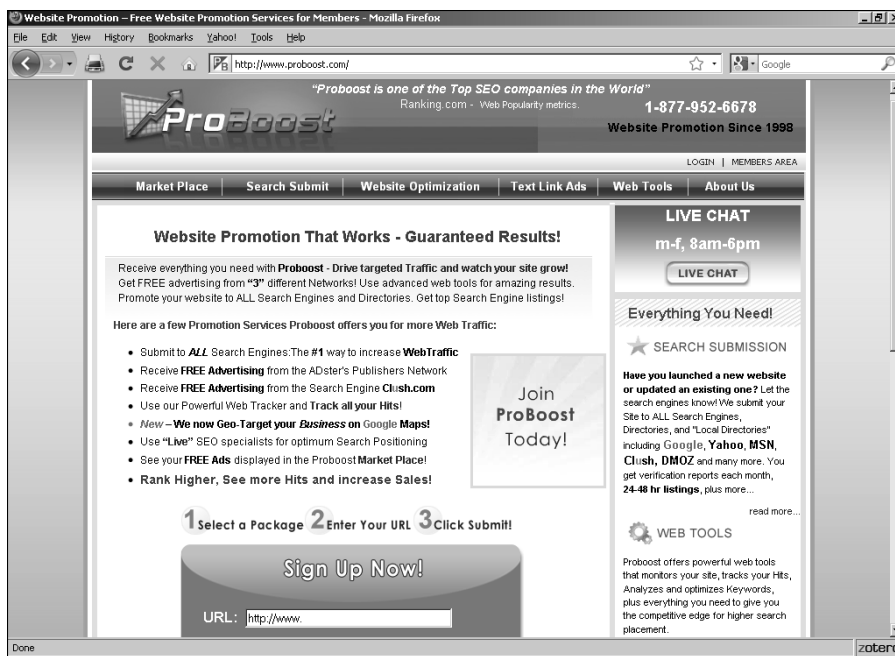 Website Promotion – Free Website Promotion Services for Members - Mozilla Firefox
File Edit View History Bookmarks Yahoo! Tools Help
http://www.proboost.com/
Google
"Proboost is one of the Top SEO companies in the World"
Ranking.com - Web Popularity metrics.
1-877-952-6678
ProBoost
Website Promotion Since 1998
LOGIN | MEMBERS AREA
Market Place | Search Submit | Website Optimization | Text Link Ads | Web Tools | About Us
Website Promotion That Works - Guaranteed Results!
Receive everything you need with Proboost - Drive targeted Traffic and watch your site grow!
Get FREE advertising from "3" different Networks! Use advanced web tools for amazing results.
Promote your website to ALL Search Engines and Directories. Get top Search Engine listings!
Here are a few Promotion Services Proboost offers you for more Web Traffic:
• Submit to ALL Search Engines:The #1 way to increase WebTraffic
• Receive FREE Advertising from the ADster's Publishers Network
• Receive FREE Advertising from the Search Engine Clush.com
• Use our Powerful Web Tracker and Track all your Hits!
• New – We now Geo-Target your Business on Google Maps!
• Use "Live" SEO specialists for optimum Search Positioning
• See your FREE Ads displayed in the Proboost Market Place!
• Rank Higher, See more Hits and increase Sales!
Join
ProBoost
Today!
1 Select a Package 2 Enter Your URL 3 Click Submit!
Sign Up Now!
URL: http://www.
LIVE CHAT
m-f, 8am-6pm
LIVE CHAT
Everything You Need!
SEARCH SUBMISSION
Have you launched a new website
or updated an existing one? Let the
search engines know! We submit your
Site to ALL Search Engines,
Directories, and "Local Directories"
including Google, Yahoo, MSN,
Clush, DMOZ and many more. You
get verification reports each month,
24-48 hr listings, plus more...
read more...
WEB TOOLS
Proboost offers powerful web tools
that monitors your site, tracks your Hits,
Analyzes and optimizes Keywords,
plus everything you need to give you
the competitive edge for higher search
placement.
Done
zoter